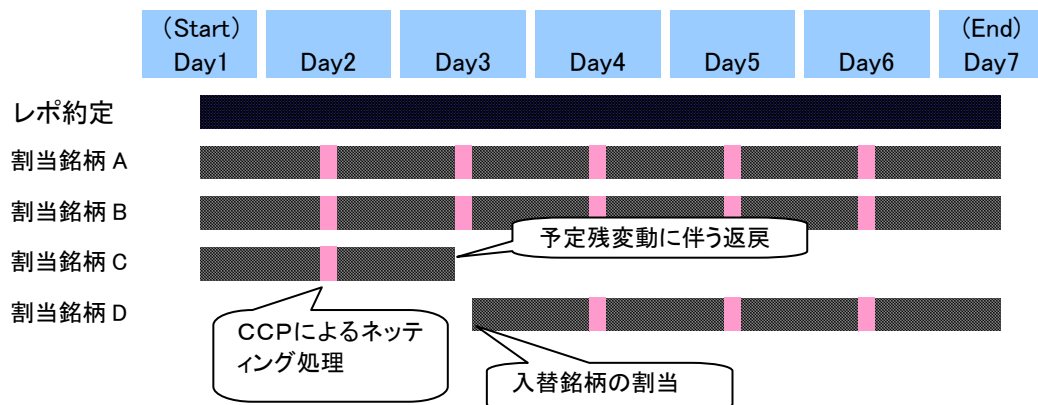 (Start)
Day1
Day2
Day3
Day4
Day5
Day6
(End)
Day7
レポ約定
割当銘柄 A
割当銘柄 B
予定残変動に伴う返戻
割当銘柄 C
割当銘柄 D
CCPによるネッテ
ィング処理
入替銘柄の割当